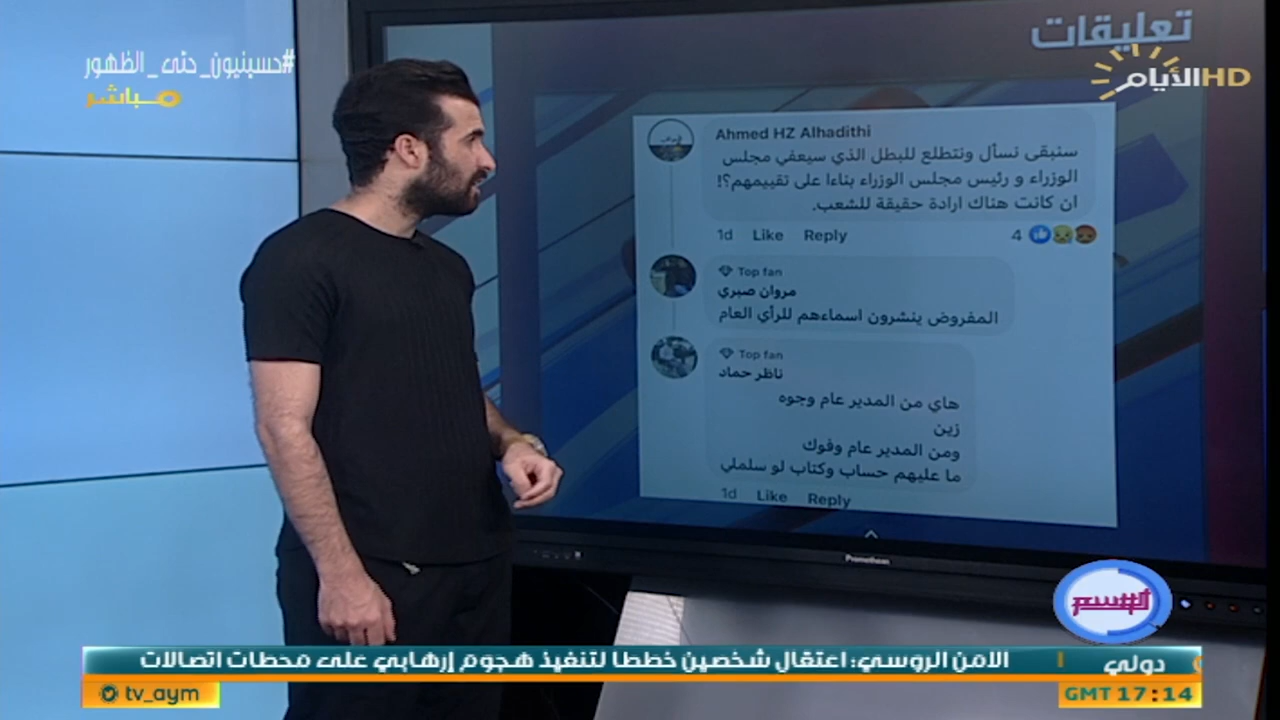 تعليقات
#حسينيون_حتى_الظهور
مباشر
الأيام HD
Ahmed HZ Alhadithi
سنبقى نسأل ونتطلع للبطل الذي سيعفي مجلس
الوزراء و رئيس مجلس الوزراء بناءا على تقييمهم؟!
ان كانت هناك ارادة حقيقة للشعب.
1d Like Reply 4
Top fan
مروان صبري
المفروض ينشرون اسماءهم للرأي العام
Top fan
ناظر حماد
هاي من المدير عام وجوه
زين
ومن المدير عام وفوك
ما عليهم حساب وكتاب لو سلملي
1d Like Reply
Promethean
دولي
الامن الروسي: اعتقال شخصين خططا لتنفيذ هجوم إرهابي على محطات اتصالات
tv_aym
GMT 17:14